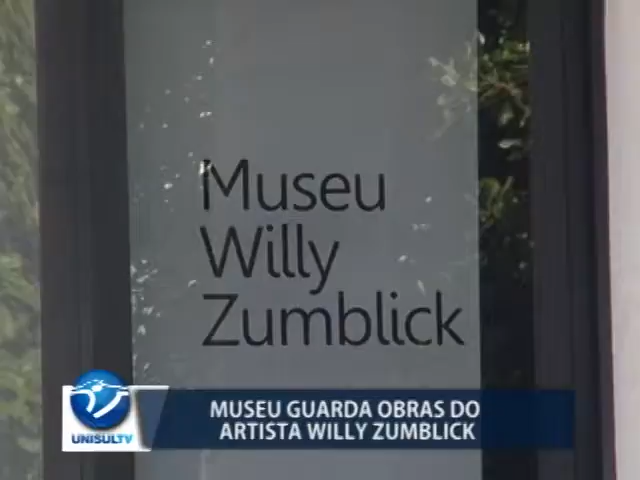 Museu
Willy
Zumblick
MUSEU GUARDA OBRAS DO
ARTISTA WILLY ZUMBLICK
UNISULTV